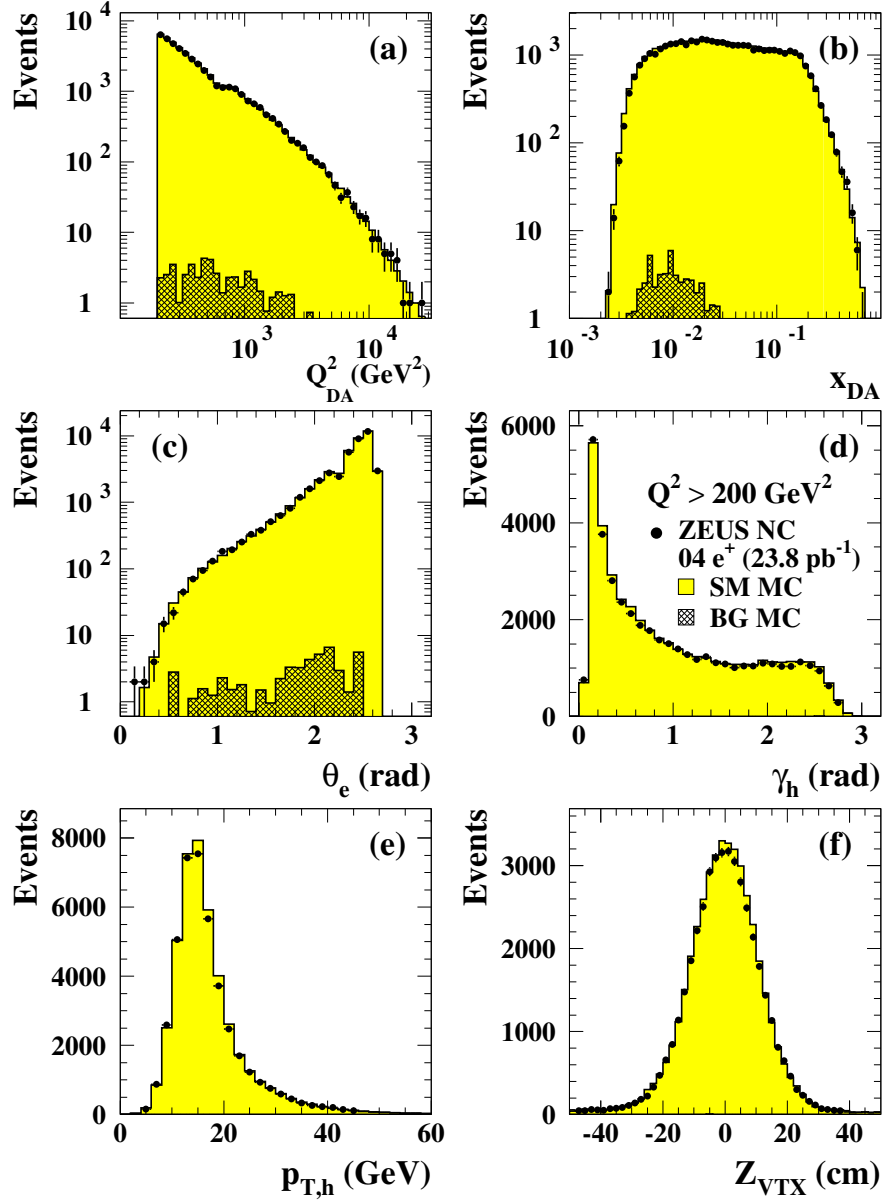 Events
10^4
10^3
10^2
10
1
(a)
10^3
10^4
Q^2_DA (GeV^2)
Events
10^3
10^2
10
1
(b)
10^-3
10^-2
10^-1
x_DA
Events
10^4
10^3
10^2
10
1
(c)
0
1
2
3
θ_e (rad)
Events
6000
4000
2000
0
(d)
Q^2 > 200 GeV^2
ZEUS NC
04 e^+ (23.8 pb^-1)
SM MC
BG MC
0
1
2
3
γ_h (rad)
Events
8000
6000
4000
2000
0
(e)
0
20
40
60
p_T,h (GeV)
Events
3000
2000
1000
0
(f)
-40
-20
0
20
40
Z_VTX (cm)